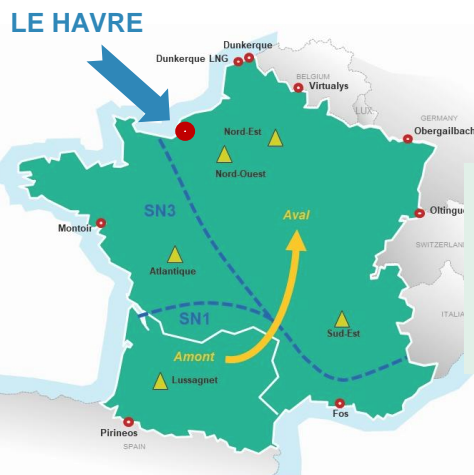 LE HAVRE
Dunkerque
Dunkerque LNG
BELGIUM
Virtualys
LUX
GERMANY
Obergailbach
Nord-Est
Nord-Ouest
SN3
Aval
Oltingue
Montoir
SWITZERLAND
Atlantique
ITALIA
SN1
Sud-Est
Amont
Lussagnet
Fos
Pirineos
SPAIN